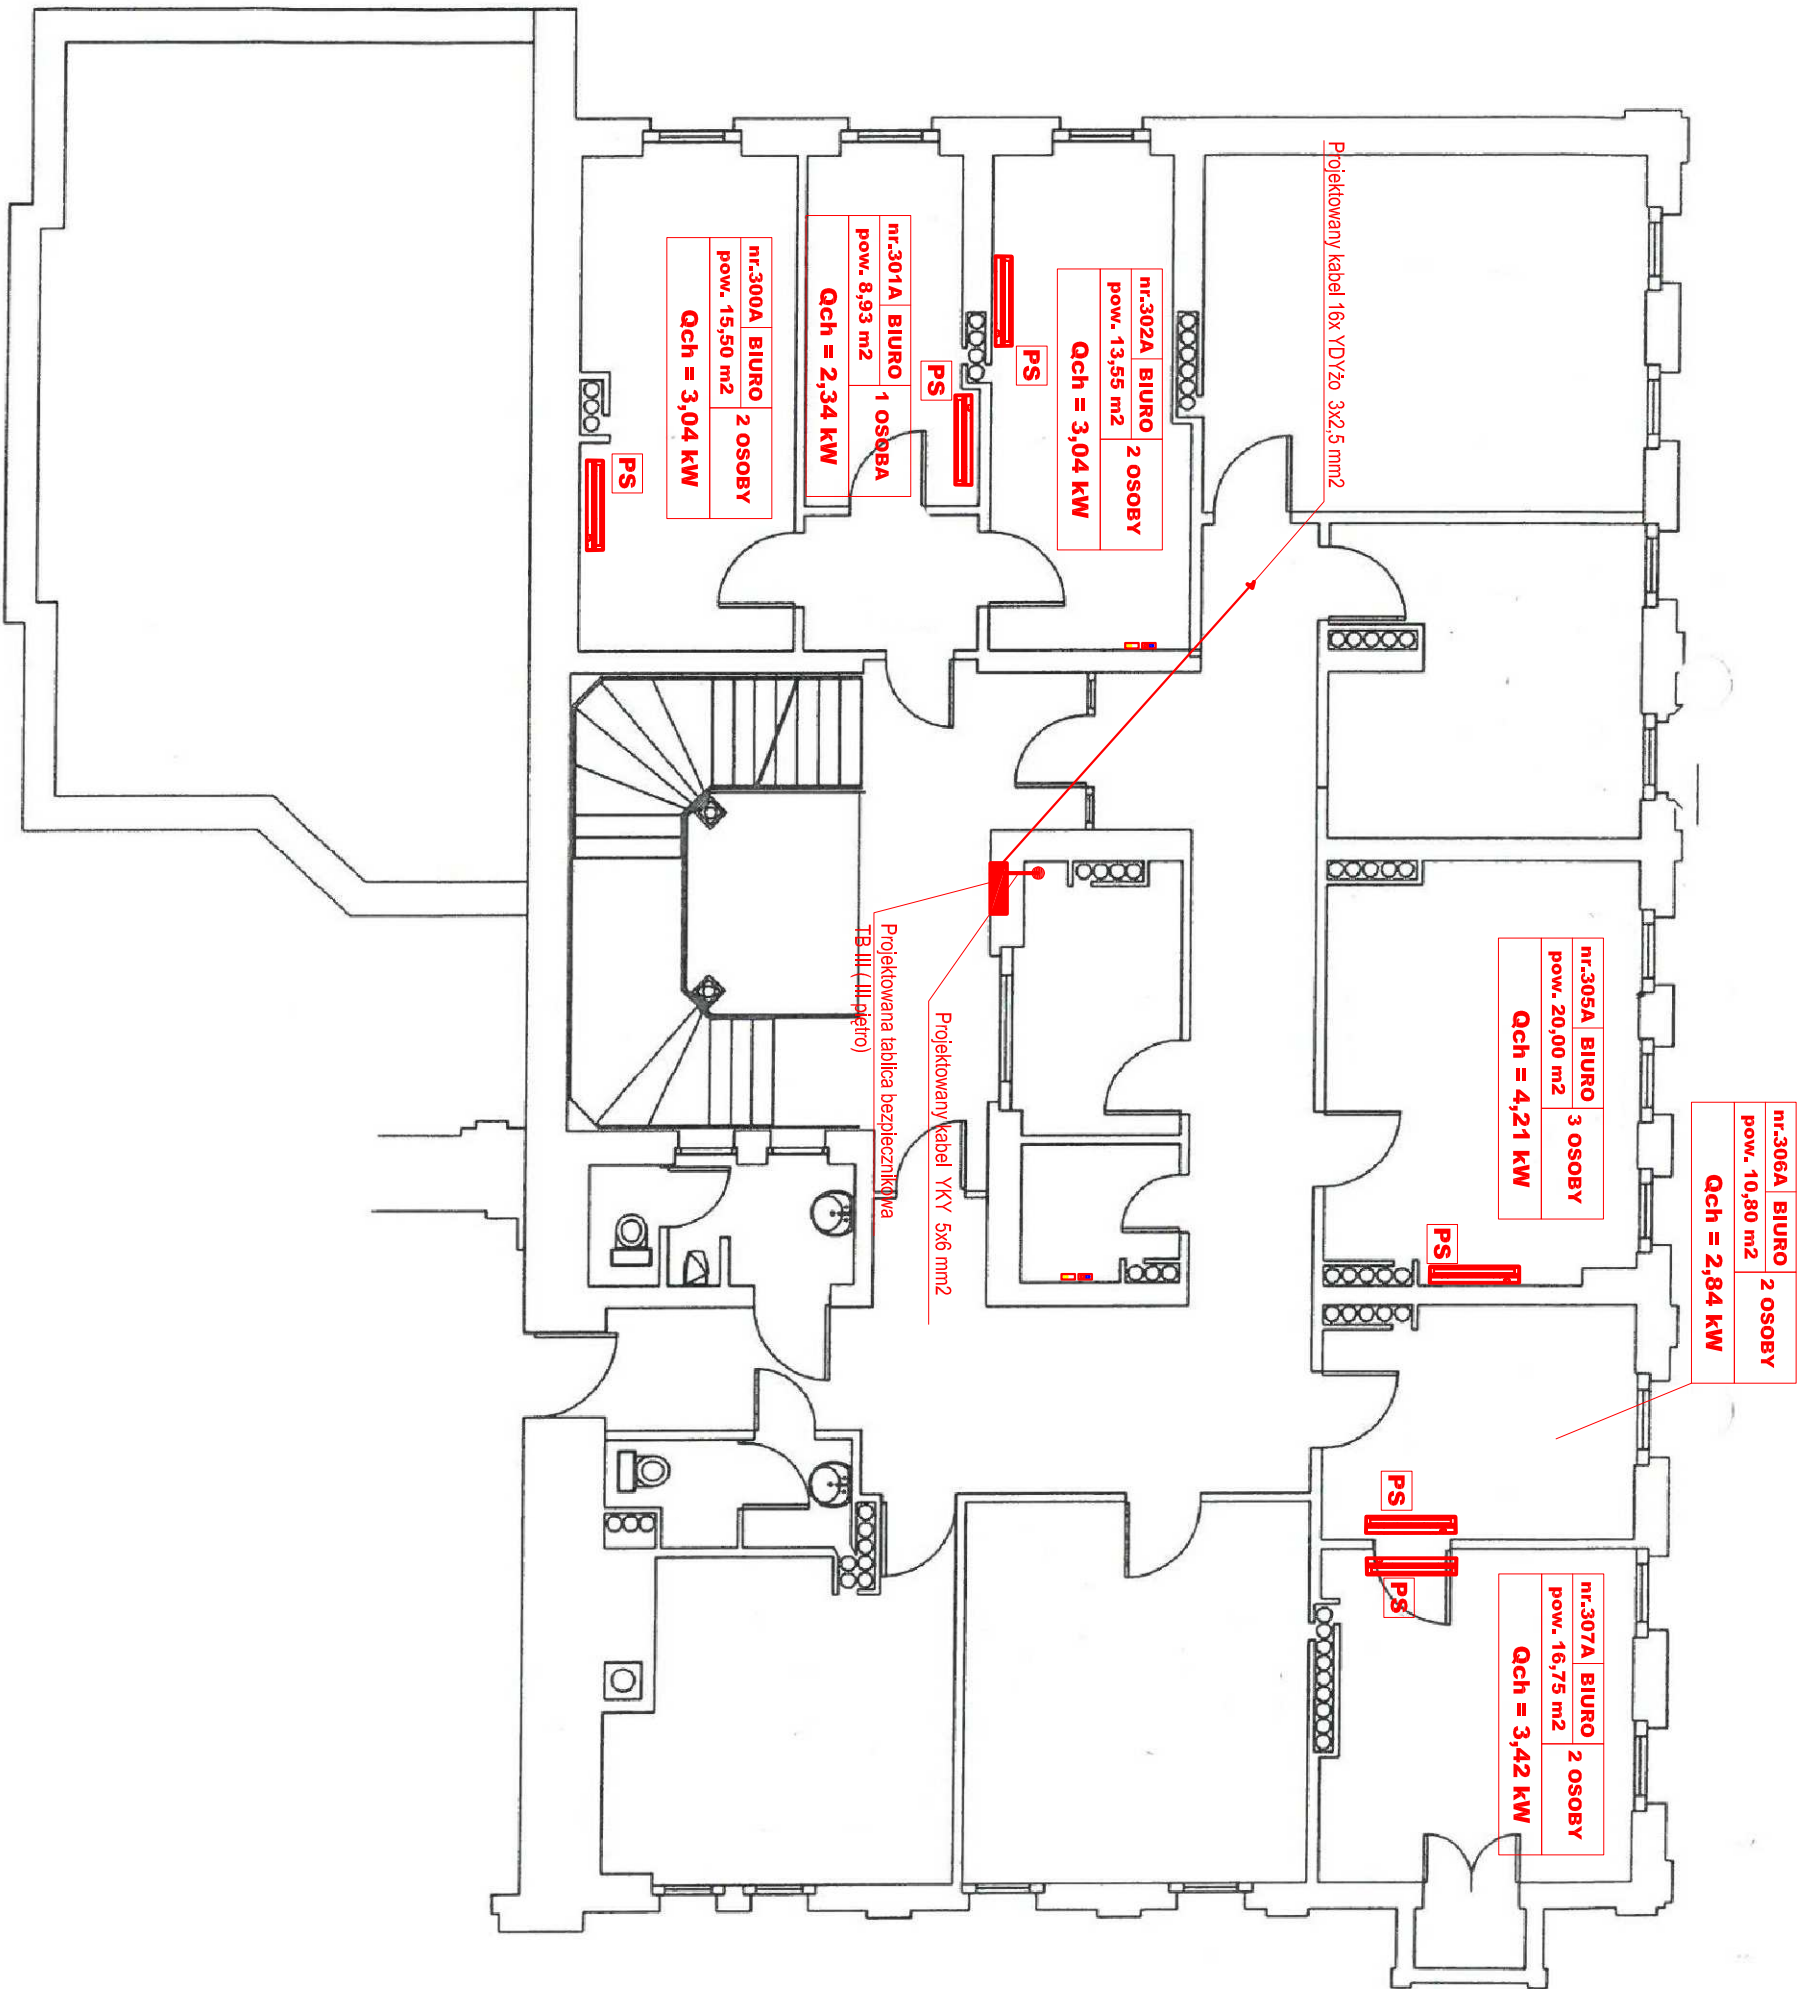 Projektowany kabel 16x YDYżo 3x2,5 mm2
nr.300A BIURO 2 OSOBY
pow. 15,50 m2
Qch = 3,04 kW
PS
nr.301A BIURO 1 OSOBA
pow. 8,93 m2
Qch = 2,34 kW
PS
nr.302A BIURO 2 OSOBY
pow. 13,55 m2
Qch = 3,04 kW
PS
Projektowana tablica bezpiecznikowa
TB III ( III piętro)
Projektowany kabel YKY 5x6 mm2
nr.305A BIURO 3 OSOBY
pow. 20,00 m2
Qch = 4,21 kW
PS
nr.306A BIURO 2 OSOBY
pow. 10,80 m2
Qch = 2,84 kW
PS
nr.307A BIURO 2 OSOBY
pow. 16,75 m2
Qch = 3,42 kW
PS